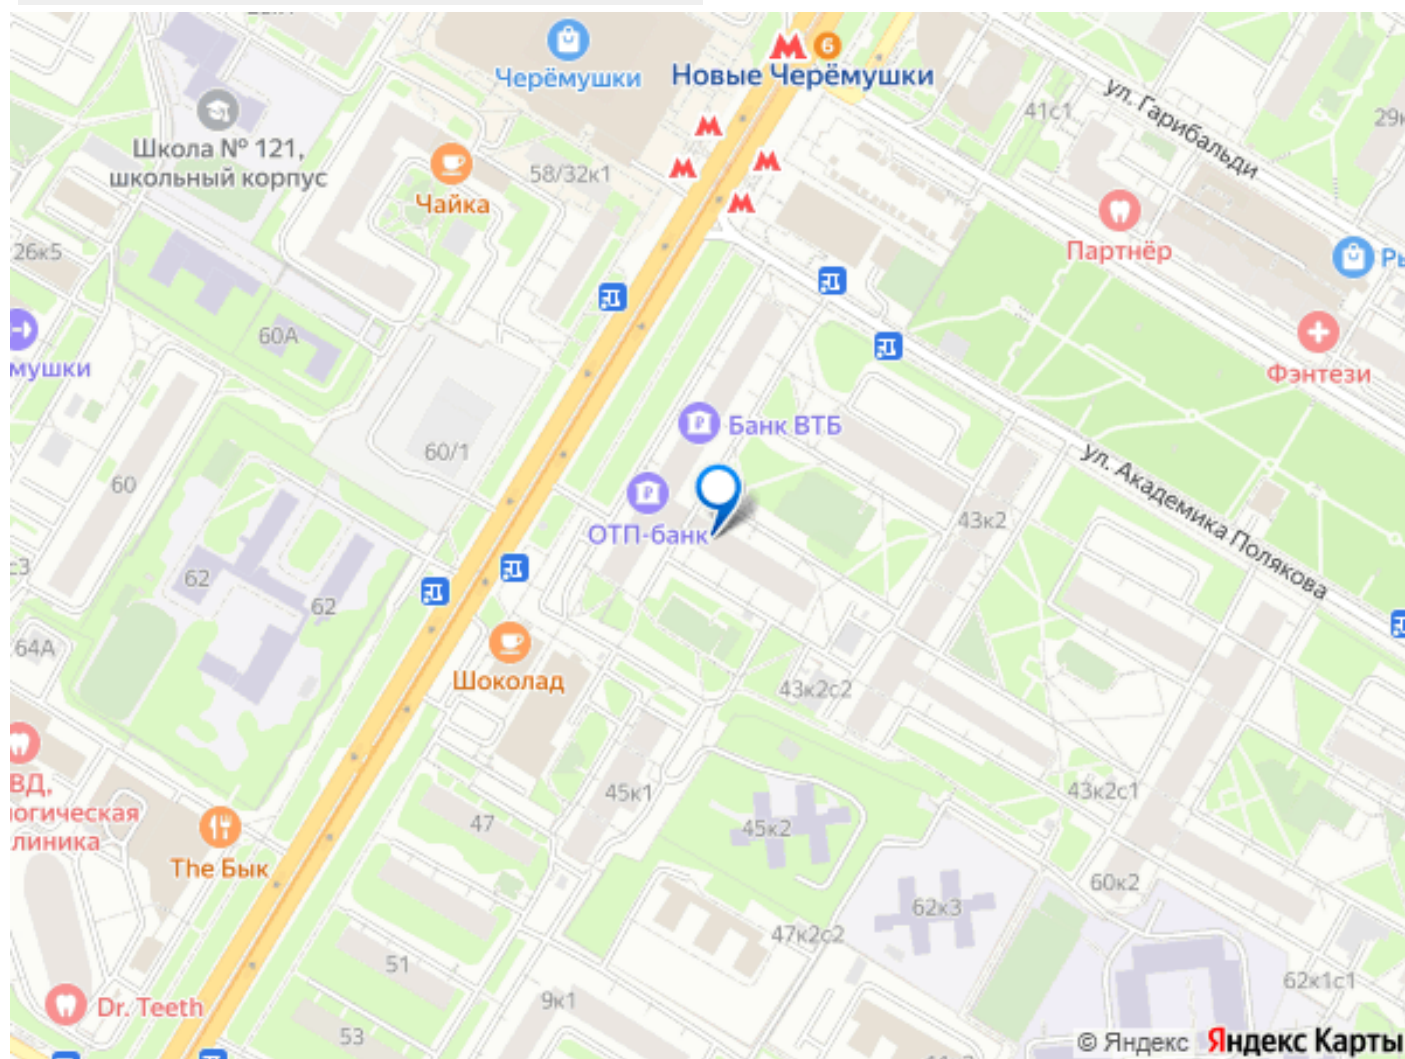 Черёмушки
6
Новые Черёмушки
ул. Гарибальди
41с1
Школа № 121,
школьный корпус
58/32к1
Чайка
Партнёр
26к5
60А
мушки
Фэнтези
Банк ВТБ
60/1
ул. Академика Полякова
60
ОТП-банк
43к2
62
62
64А
Шоколад
43к2с2
45к1
43к2с1
ВД,
огическая
линика
47
45к2
The Бык
60к2
62к3
47к2с2
51
62к1с1
9к1
Dr. Teeth
53
© Яндекс Яндекс Карты